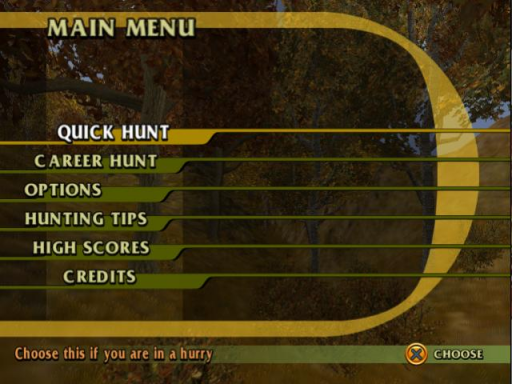 MAIN MENU
QUICK HUNT
CAREER HUNT
OPTIONS
HUNTING TIPS
HIGH SCORES
CREDITS
Choose this if you are in a hurry
CHOOSE